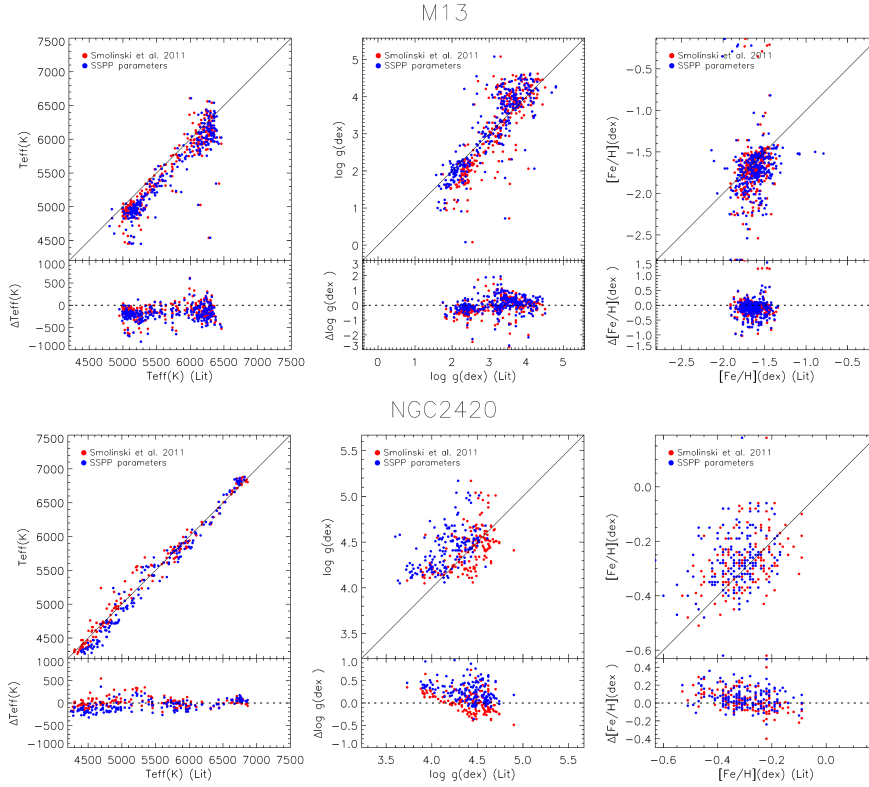 M13
7500
7000
6500
6000
5500
5000
4500
Teff(K)
Smolinski et al. 2011
SSPP parameters
1000
500
0
−500
−1000
ΔTeff(K)
4500 5000 5500 6000 6500 7000 7500
Teff(K) (Lit)
5
4
3
2
1
0
log g(dex)
Smolinski et al. 2011
SSPP parameters
3
2
1
0
−1
−2
−3
Δlog g(dex )
0 1 2 3 4 5
log g(dex) (Lit)
−0.5
−1.0
−1.5
−2.0
−2.5
[Fe/H](dex)
Smolinski et al. 2011
SSPP parameters
1.5
1.0
0.5
0.0
−0.5
−1.0
−1.5
Δ[Fe/H](dex )
−2.5 −2.0 −1.5 −1.0 −0.5
[Fe/H](dex) (Lit)
NGC2420
7500
7000
6500
6000
5500
5000
4500
Teff(K)
Smolinski et al. 2011
SSPP parameters
1000
500
0
−500
−1000
ΔTeff(K)
4500 5000 5500 6000 6500 7000 7500
Teff(K) (Lit)
5.5
5.0
4.5
4.0
3.5
log g(dex)
Smolinski et al. 2011
SSPP parameters
1.0
0.5
0.0
0.5
1.0
Δlog g(dex )
3.5 4.0 4.5 5.0 5.5
log g(dex) (Lit)
0.0
−0.2
−0.4
−0.6
[Fe/H](dex)
Smolinski et al. 2011
SSPP parameters
0.4
0.2
0.0
−0.2
−0.4
Δ[Fe/H](dex )
−0.6 −0.4 −0.2 0.0
[Fe/H](dex) (Lit)